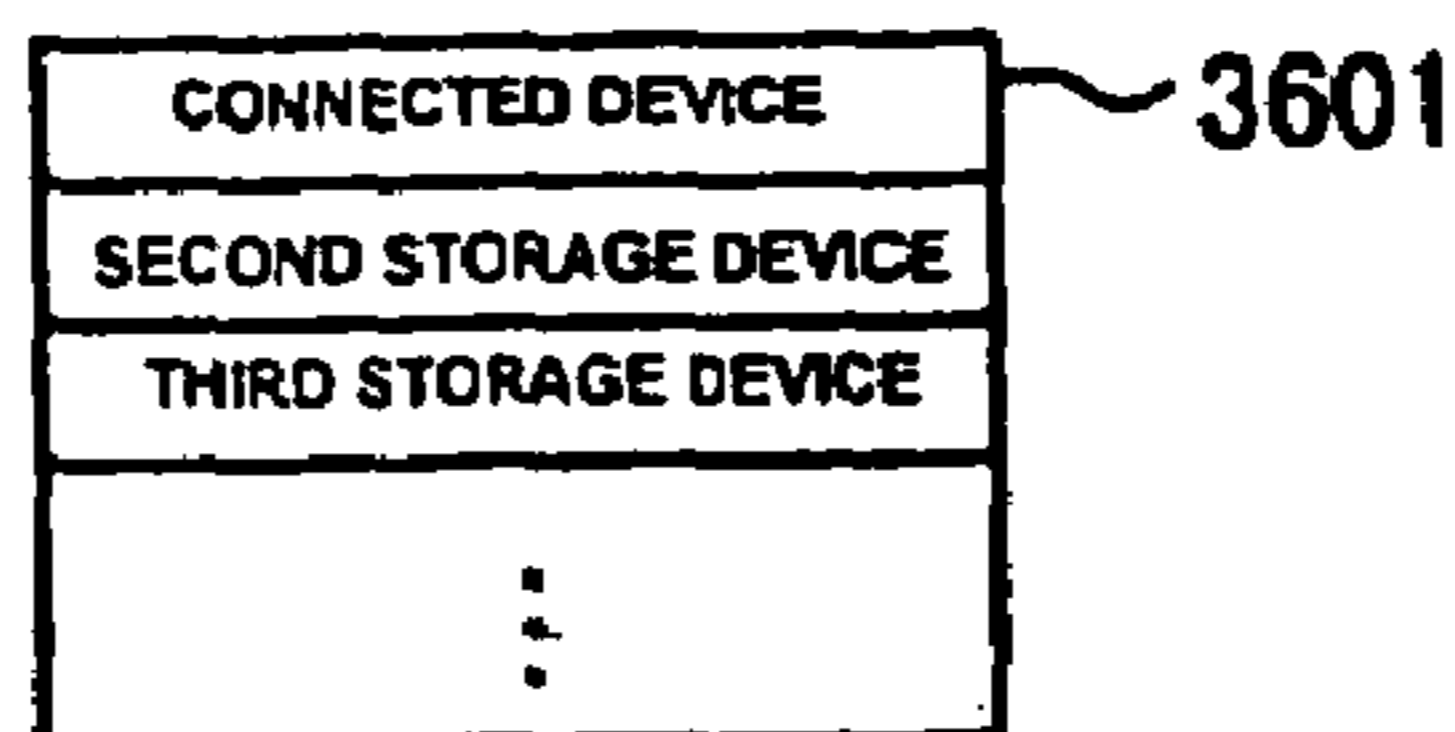 CONNECTED DEVICE
3601
SECOND STORAGE DEVICE
THIRD STORAGE DEVICE